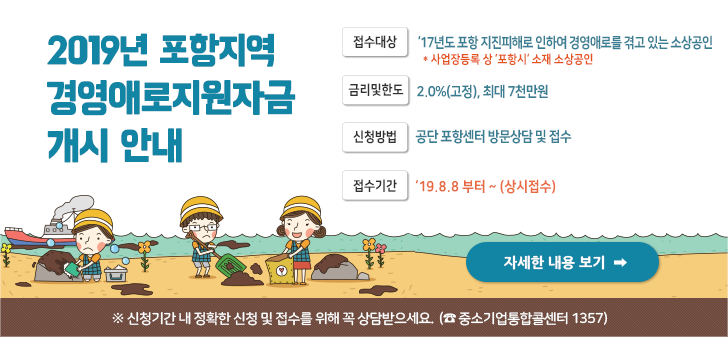 2019년 포항지역
경영애로지원자금
개시 안내
접수대상
'17년도 포항 지진피해로 인하여 경영애로를 겪고 있는 소상공인
* 사업장등록 상 '포항시' 소재 소상공인
금리및한도
2.0%(고정), 최대 7천만원
신청방법
공단 포항센터 방문상담 및 접수
접수기간
'19.8.8 부터 ~ (상시접수)
자세한 내용 보기 ➡
※ 신청기간 내 정확한 신청 및 접수를 위해 꼭 상담받으세요. (☎ 중소기업통합콜센터 1357)